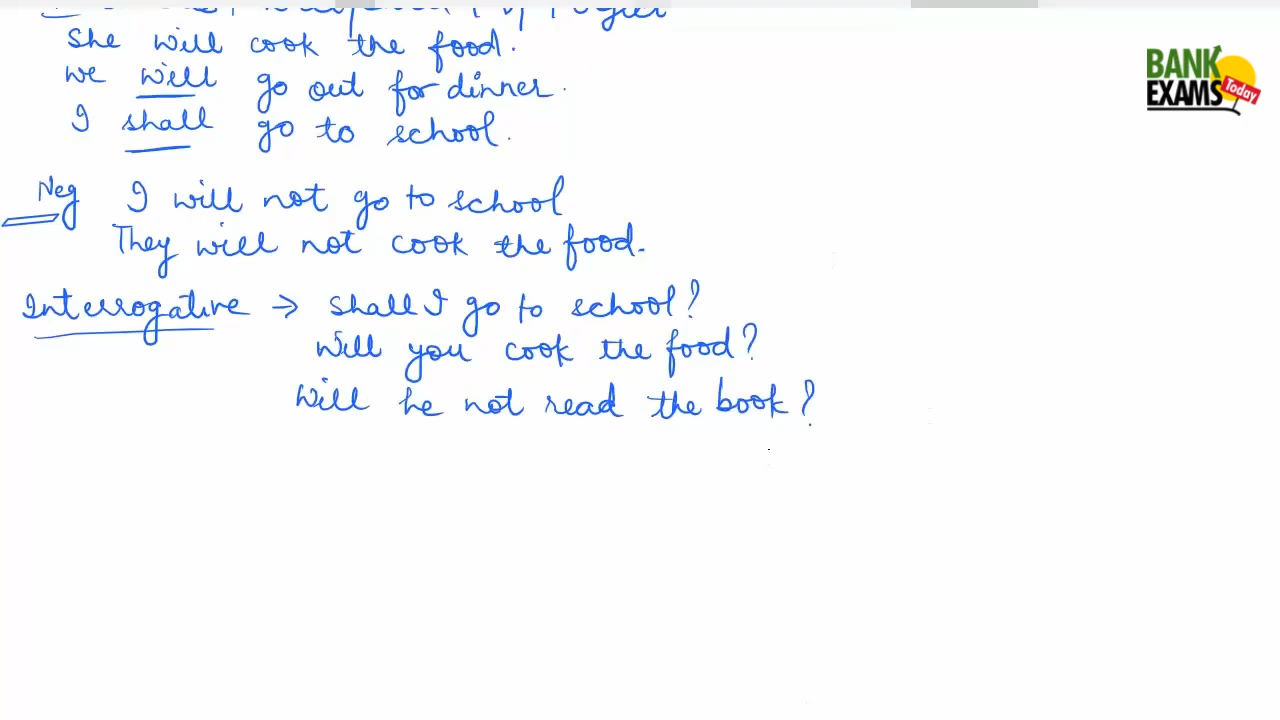 She will cook the food.
We will go out for dinner.
I shall go to school.
Neg I will not go to school
They will not cook the food.
Interrogative → Shall I go to school?
Will you cook the food?
Will he not read the book?
BANK
EXAMS Today